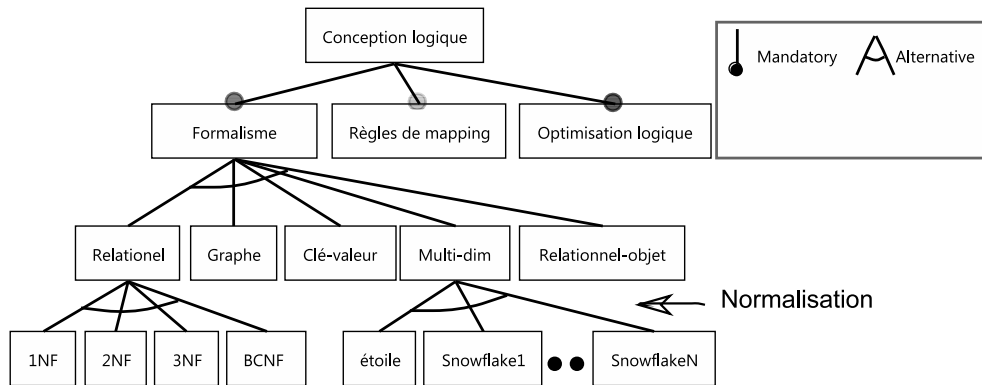 Conception logique
Mandatory
Alternative
Formalisme
Règles de mapping
Optimisation logique
Relationel
Graphe
Clé-valeur
Multi-dim
Relationnel-objet
Normalisation
1NF
2NF
3NF
BCNF
étoile
Snowflake1
SnowflakeN